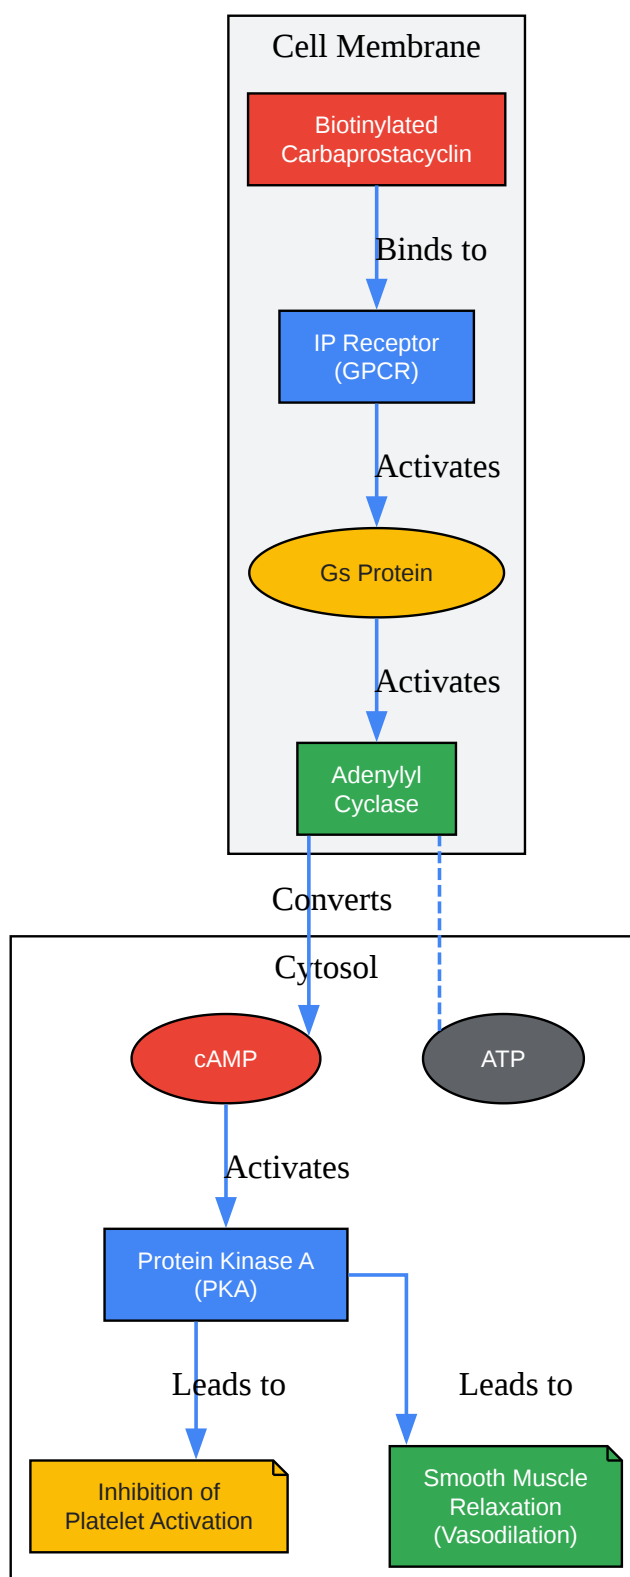 Cell Membrane
Biotinylated
Carbaprostacyclin
Binds to
IP Receptor
(GPCR)
Activates
Gs Protein
Activates
Adenylyl
Cyclase
Converts
Cytosol
cAMP
ATP
Activates
Protein Kinase A
(PKA)
Leads to
Leads to
Inhibition of
Platelet Activation
Smooth Muscle
Relaxation
(Vasodilation)